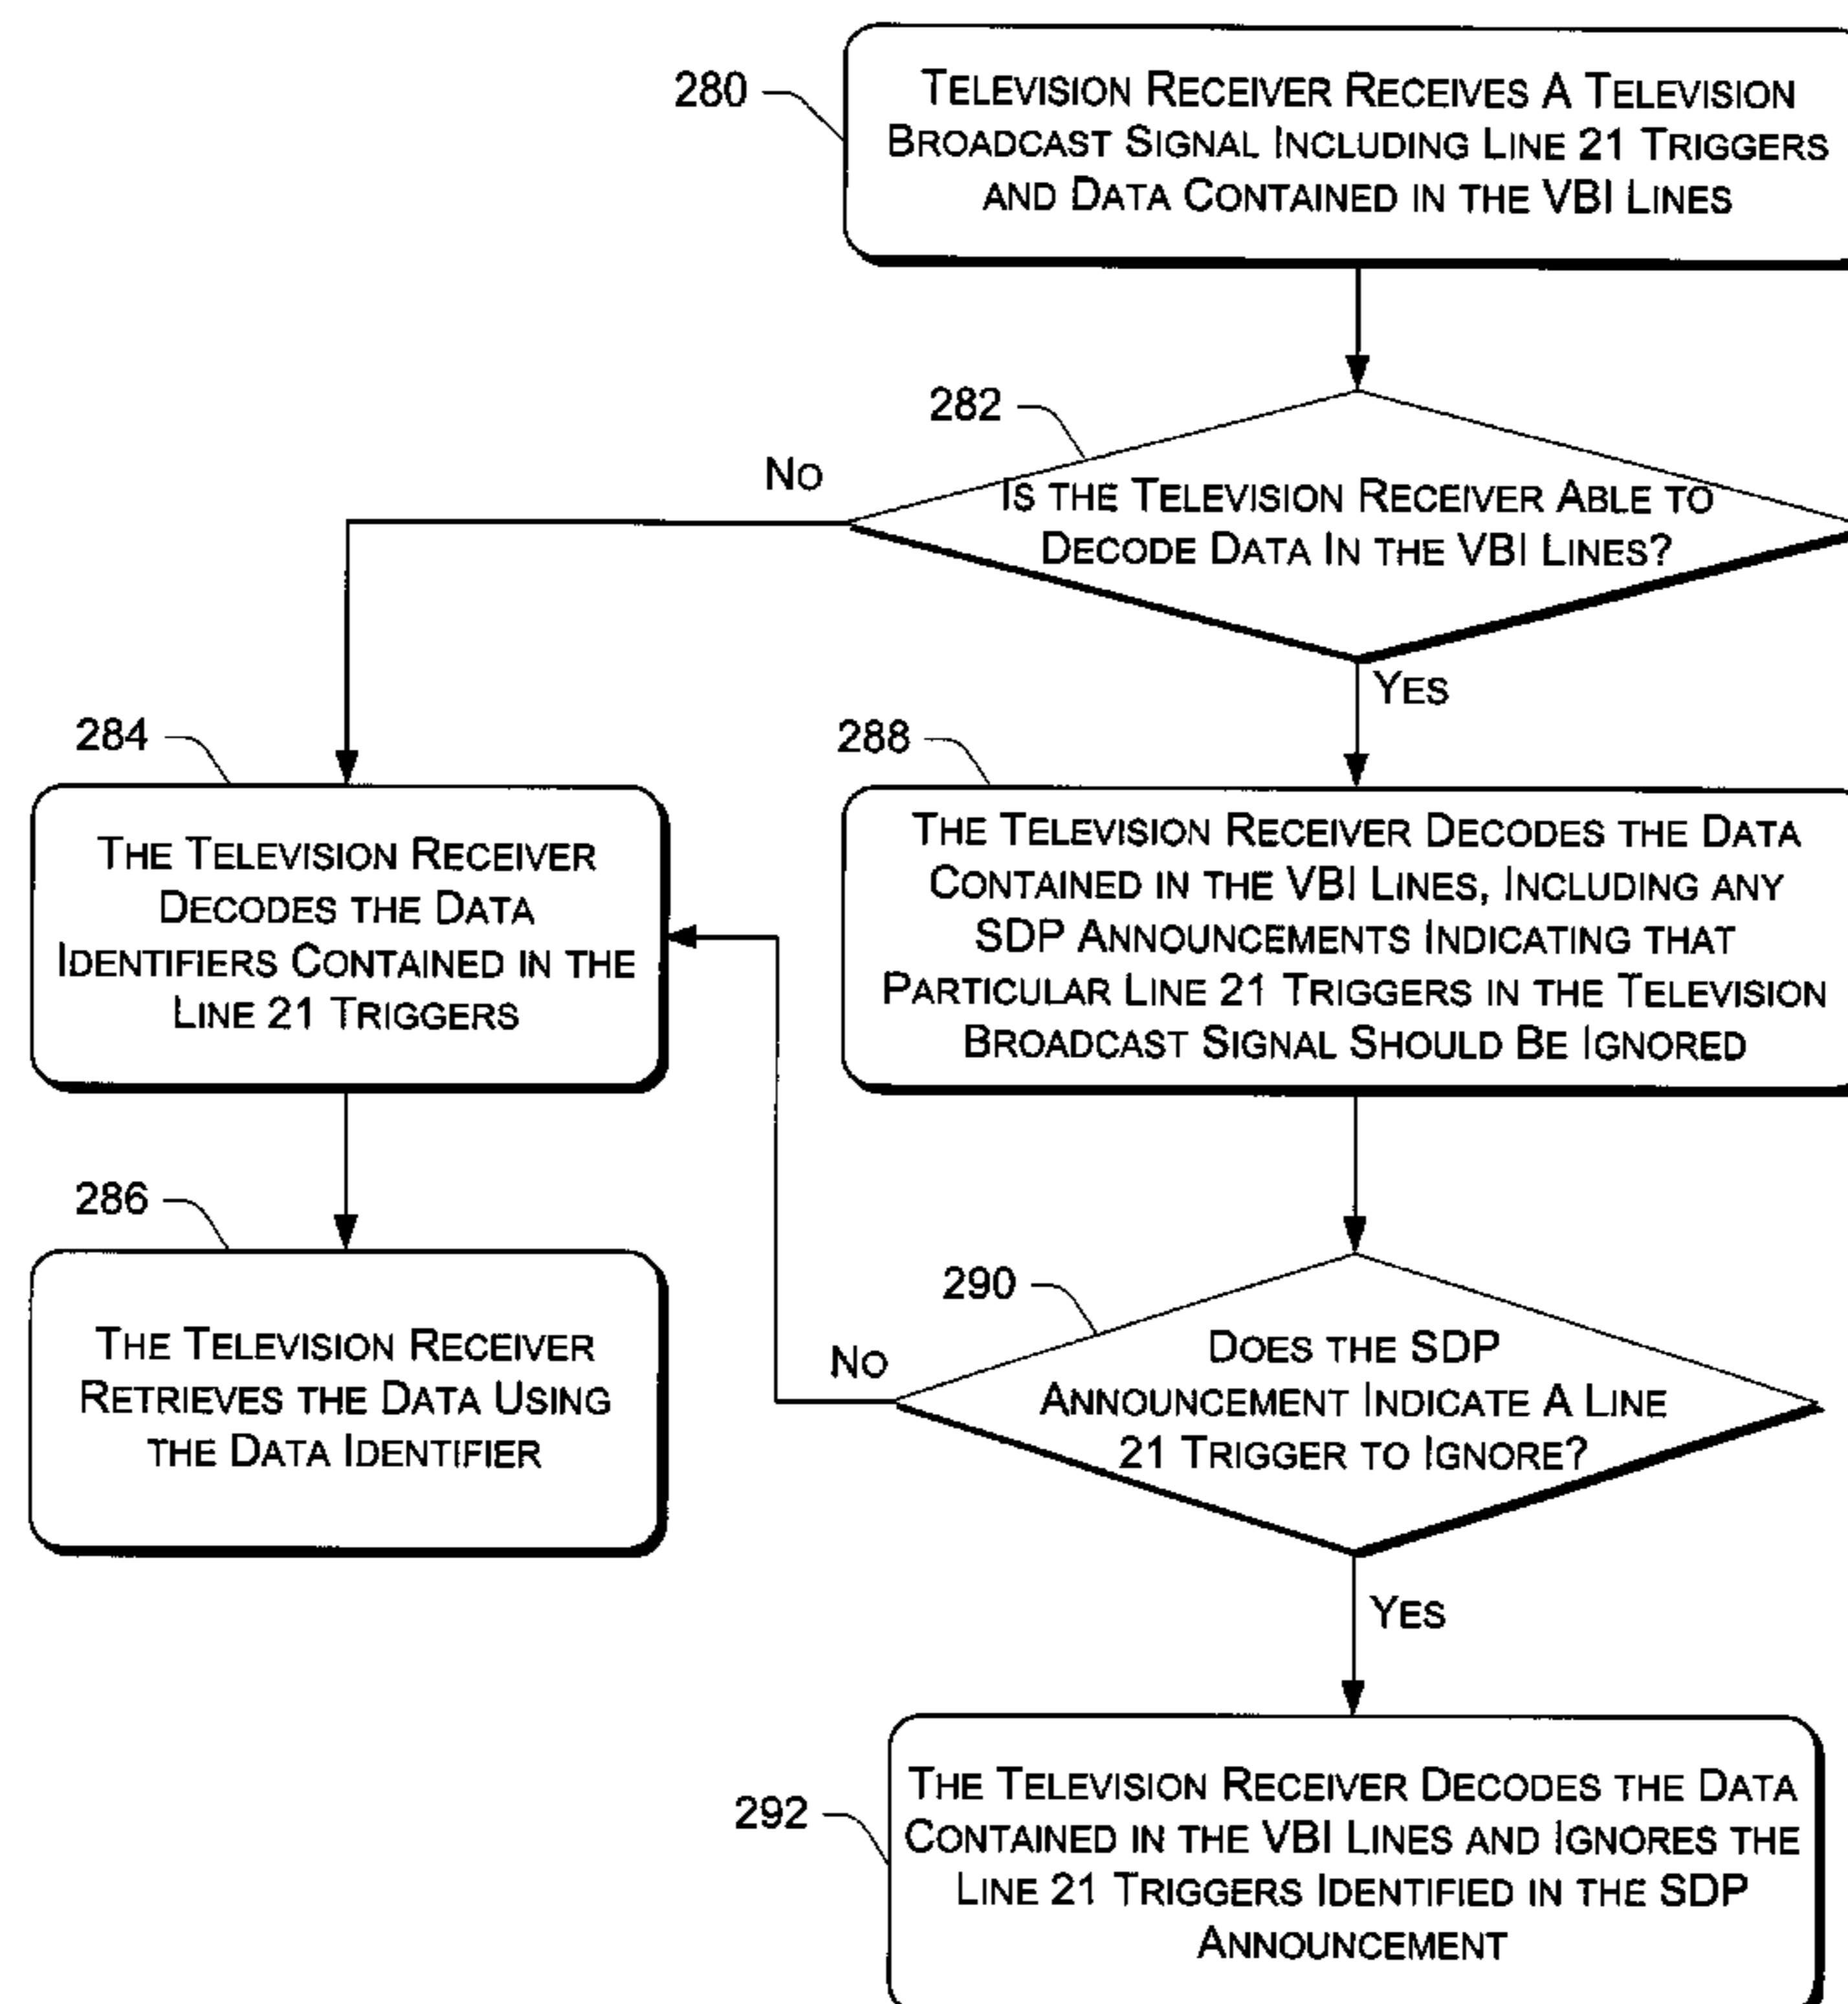 280
TELEVISION RECEIVER RECEIVES A TELEVISION
BROADCAST SIGNAL INCLUDING LINE 21 TRIGGERS
AND DATA CONTAINED IN THE VBI LINES
282
NO
IS THE TELEVISION RECEIVER ABLE TO
DECODE DATA IN THE VBI LINES?
YES
284
THE TELEVISION RECEIVER
DECODES THE DATA
IDENTIFIERS CONTAINED IN THE
LINE 21 TRIGGERS
288
THE TELEVISION RECEIVER DECODES THE DATA
CONTAINED IN THE VBI LINES, INCLUDING ANY
SDP ANNOUNCEMENTS INDICATING THAT
PARTICULAR LINE 21 TRIGGERS IN THE TELEVISION
BROADCAST SIGNAL SHOULD BE IGNORED
286
THE TELEVISION RECEIVER
RETRIEVES THE DATA USING
THE DATA IDENTIFIER
290
NO
DOES THE SDP
ANNOUNCEMENT INDICATE A LINE
21 TRIGGER TO IGNORE?
YES
292
THE TELEVISION RECEIVER DECODES THE DATA
CONTAINED IN THE VBI LINES AND IGNORES THE
LINE 21 TRIGGERS IDENTIFIED IN THE SDP
ANNOUNCEMENT